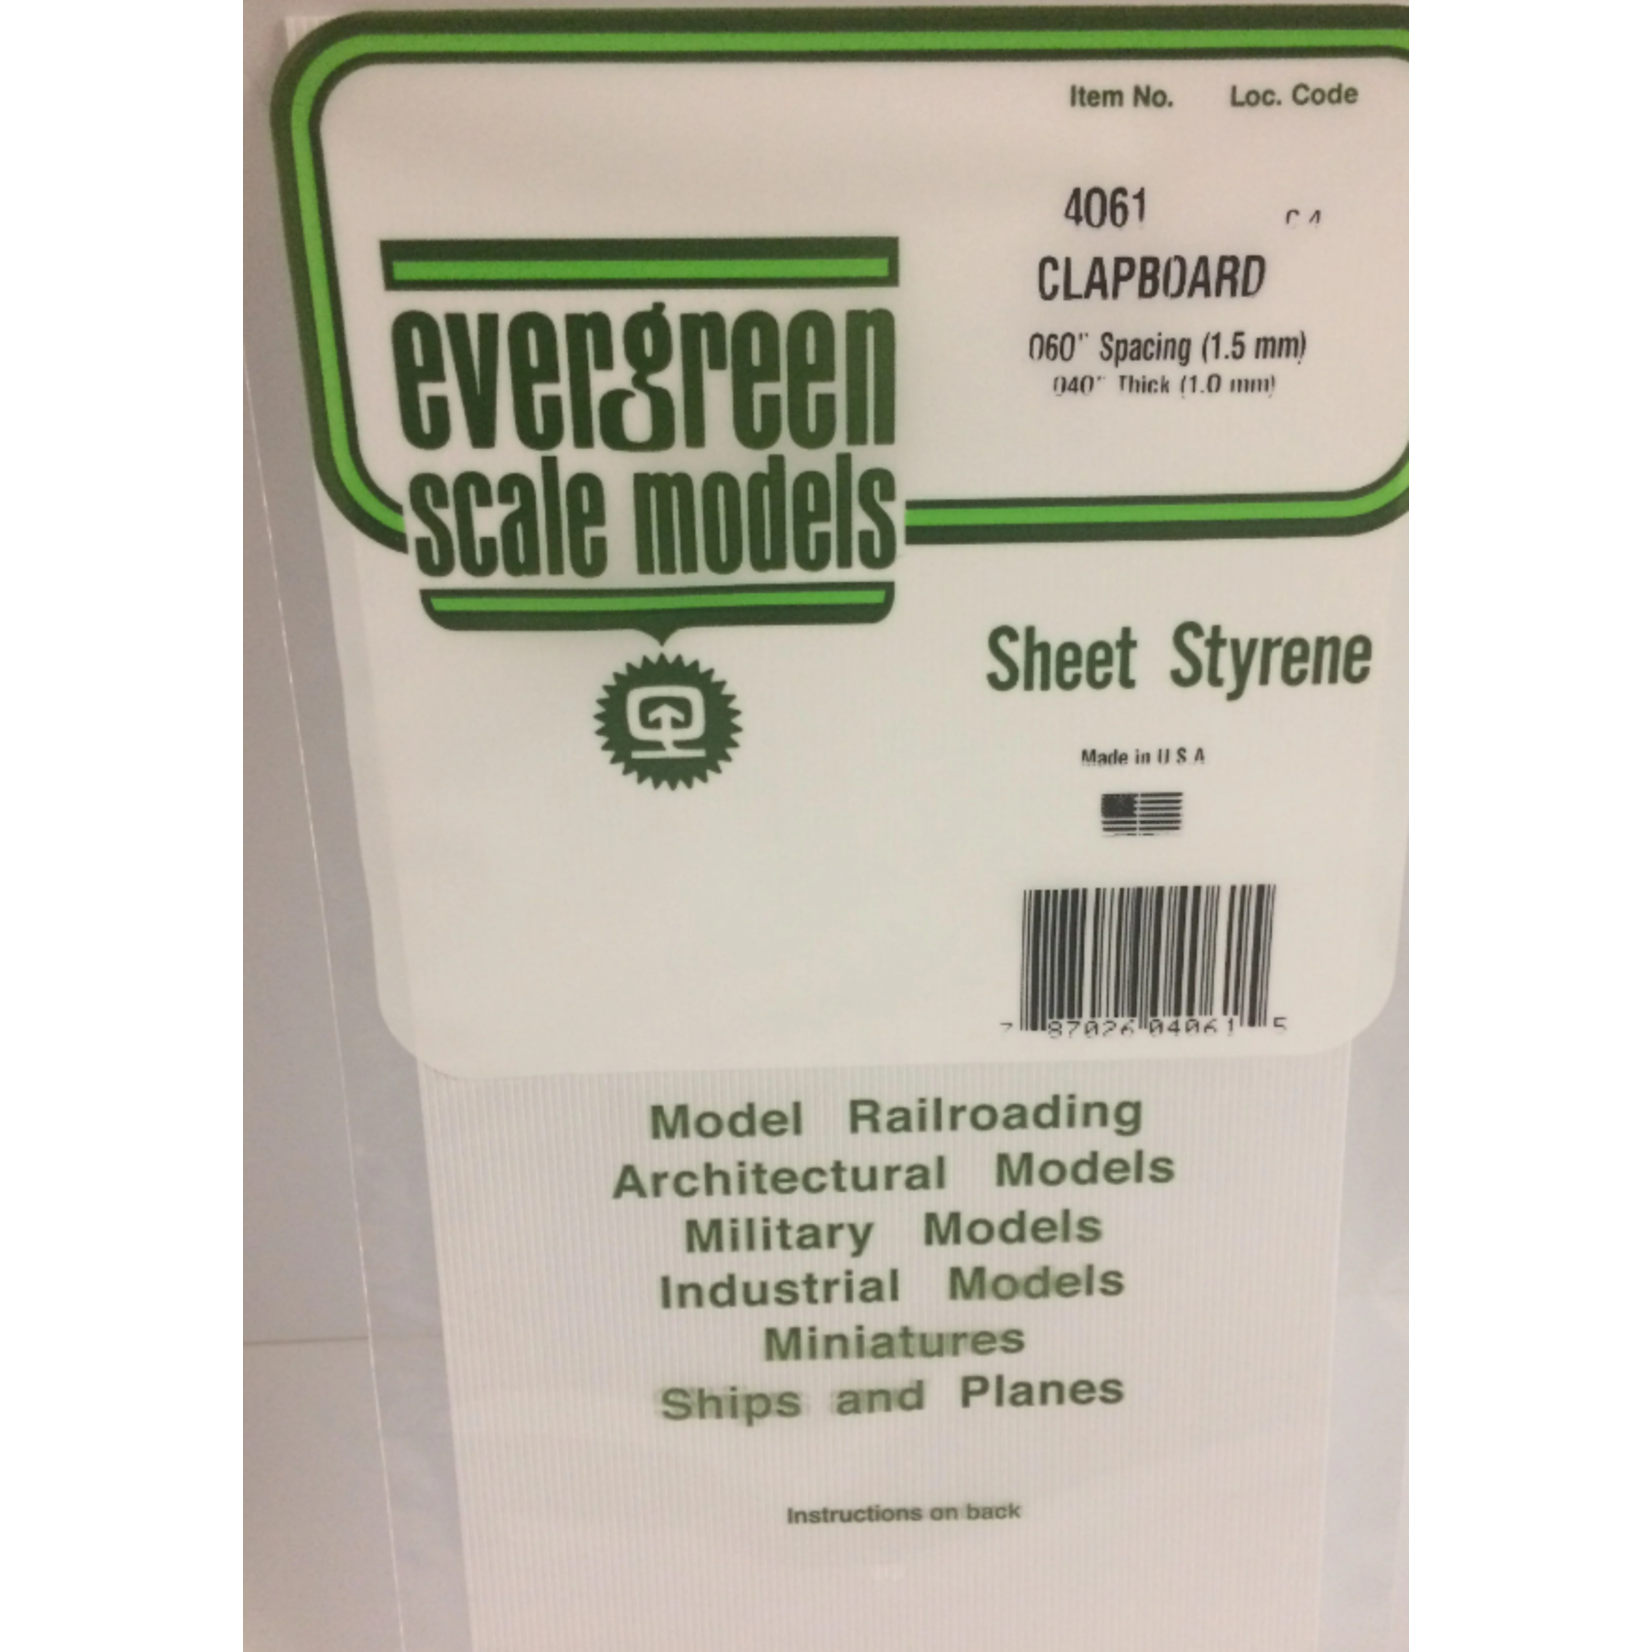 Item No. Loc. Code
4061 C 4
CLAPBOARD
060" Spacing (1.5 mm)
040" Thick (1.0 mm)
evergreen
scale models
Sheet Styrene
Made in U S A
7 87026 04061 5
Model Railroading
Architectural Models
Military Models
Industrial Models
Miniatures
Ships and Planes
Instructions on back